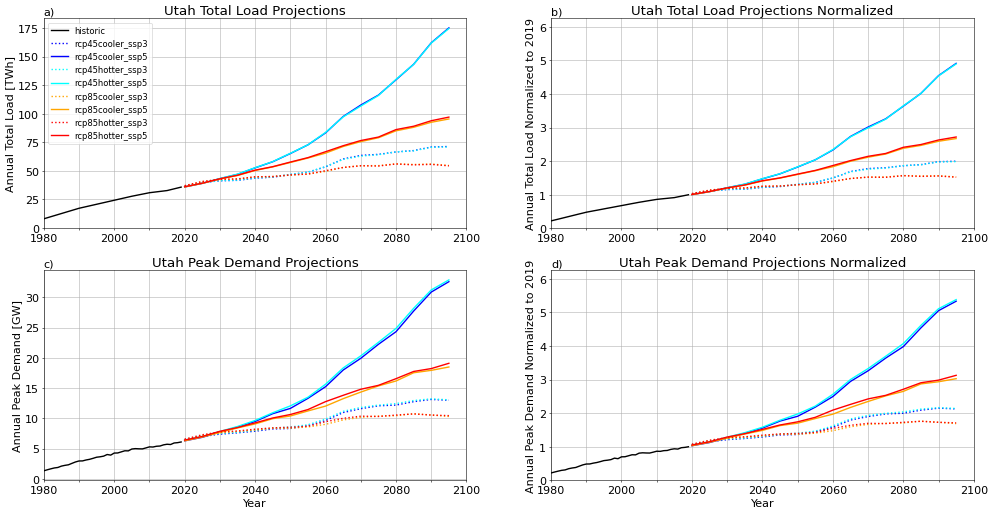 a)
Utah Total Load Projections
Annual Total Load [TWh]
175
150
125
100
75
50
25
0
historic
rcp45cooler_ssp3
rcp45cooler_ssp5
rcp45hotter_ssp3
rcp45hotter_ssp5
rcp85cooler_ssp3
rcp85cooler_ssp5
rcp85hotter_ssp3
rcp85hotter_ssp5
1980 2000 2020 2040 2060 2080 2100
b)
Utah Total Load Projections Normalized
Annual Total Load Normalized to 2019
6
5
4
3
2
1
0
1980 2000 2020 2040 2060 2080 2100
c)
Utah Peak Demand Projections
Annual Peak Demand [GW]
30
25
20
15
10
5
0
1980 2000 2020 2040 2060 2080 2100
Year
d)
Utah Peak Demand Projections Normalized
Annual Peak Demand Normalized to 2019
6
5
4
3
2
1
0
1980 2000 2020 2040 2060 2080 2100
Year